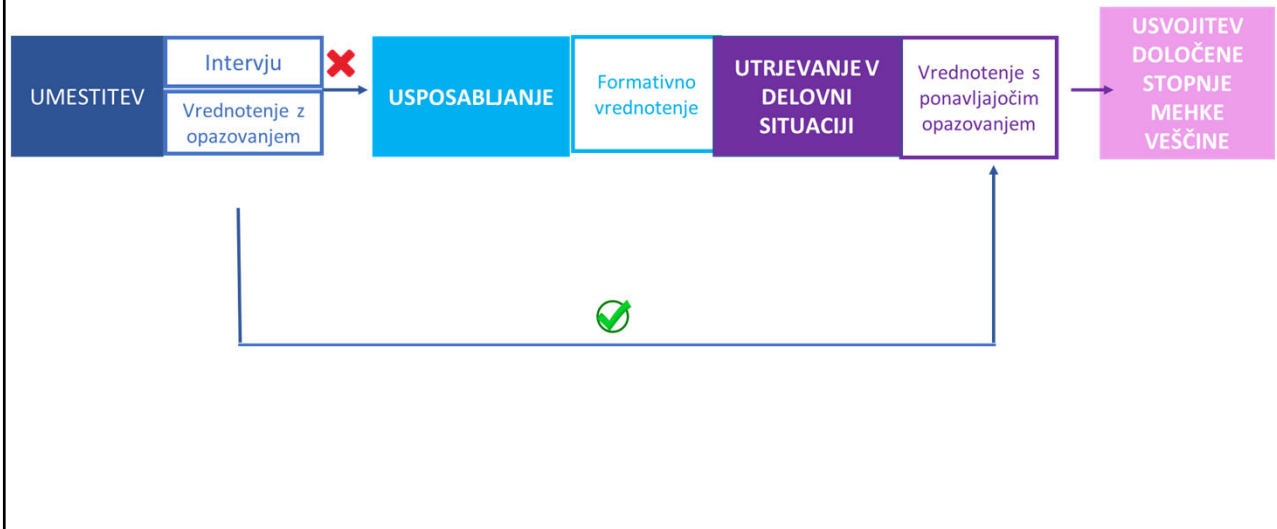 UMESTITEV
Intervju
Vrednotenje z
opazovanjem
USPOSABLJANJE
Formativno
vrednotenje
UTRJEVANJE V
DELOVNI
SITUACIJI
Vrednotenje s
ponavljajočim
opazovanjem
USVOJITEV
DOLOČENE
STOPNJE
MEHKE
VEŠČINE